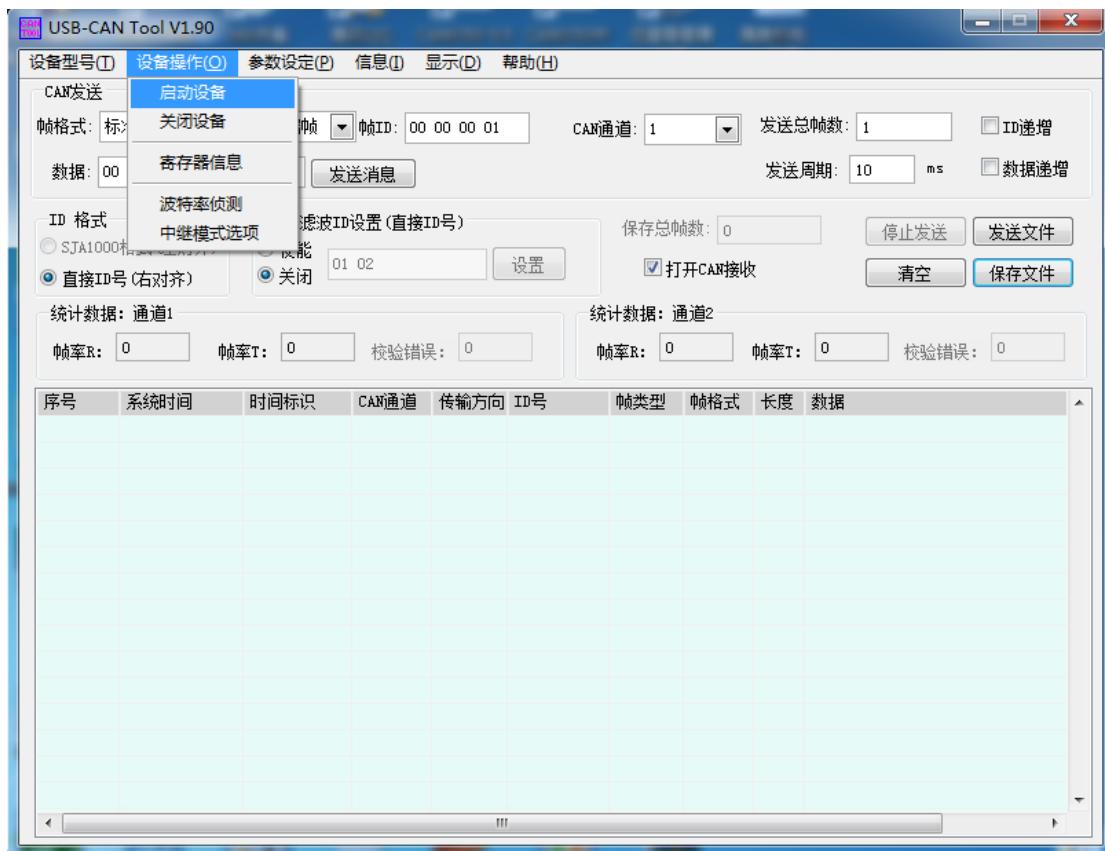 USB-CAN Tool V1.90
设备型号(T) 设备操作(O) 参数设定(P) 信息(I) 显示(D) 帮助(H)
启动设备
关闭设备
寄存器信息
波特率侦测
中继模式选项
CAN发送
帧格式: 帧 帧ID: 00 00 00 01 CAN通道: 1 发送总帧数: 1 ID递增
数据: 00 发送消息 发送周期: 10 ms 数据递增
ID 格式 滤波ID设置(直接ID号) 保存总帧数: 0 停止发送 发送文件
SJA1000
直接ID号(右对齐) 关闭 01 02 设置 打开CAN接收 清空 保存文件
统计数据: 通道1 统计数据: 通道2
帧率R: 0 帧率T: 0 校验错误: 0 帧率R: 0 帧率T: 0 校验错误: 0
序号 系统时间 时间标识 CAN通道 传输方向 ID号 帧类型 帧格式 长度 数据